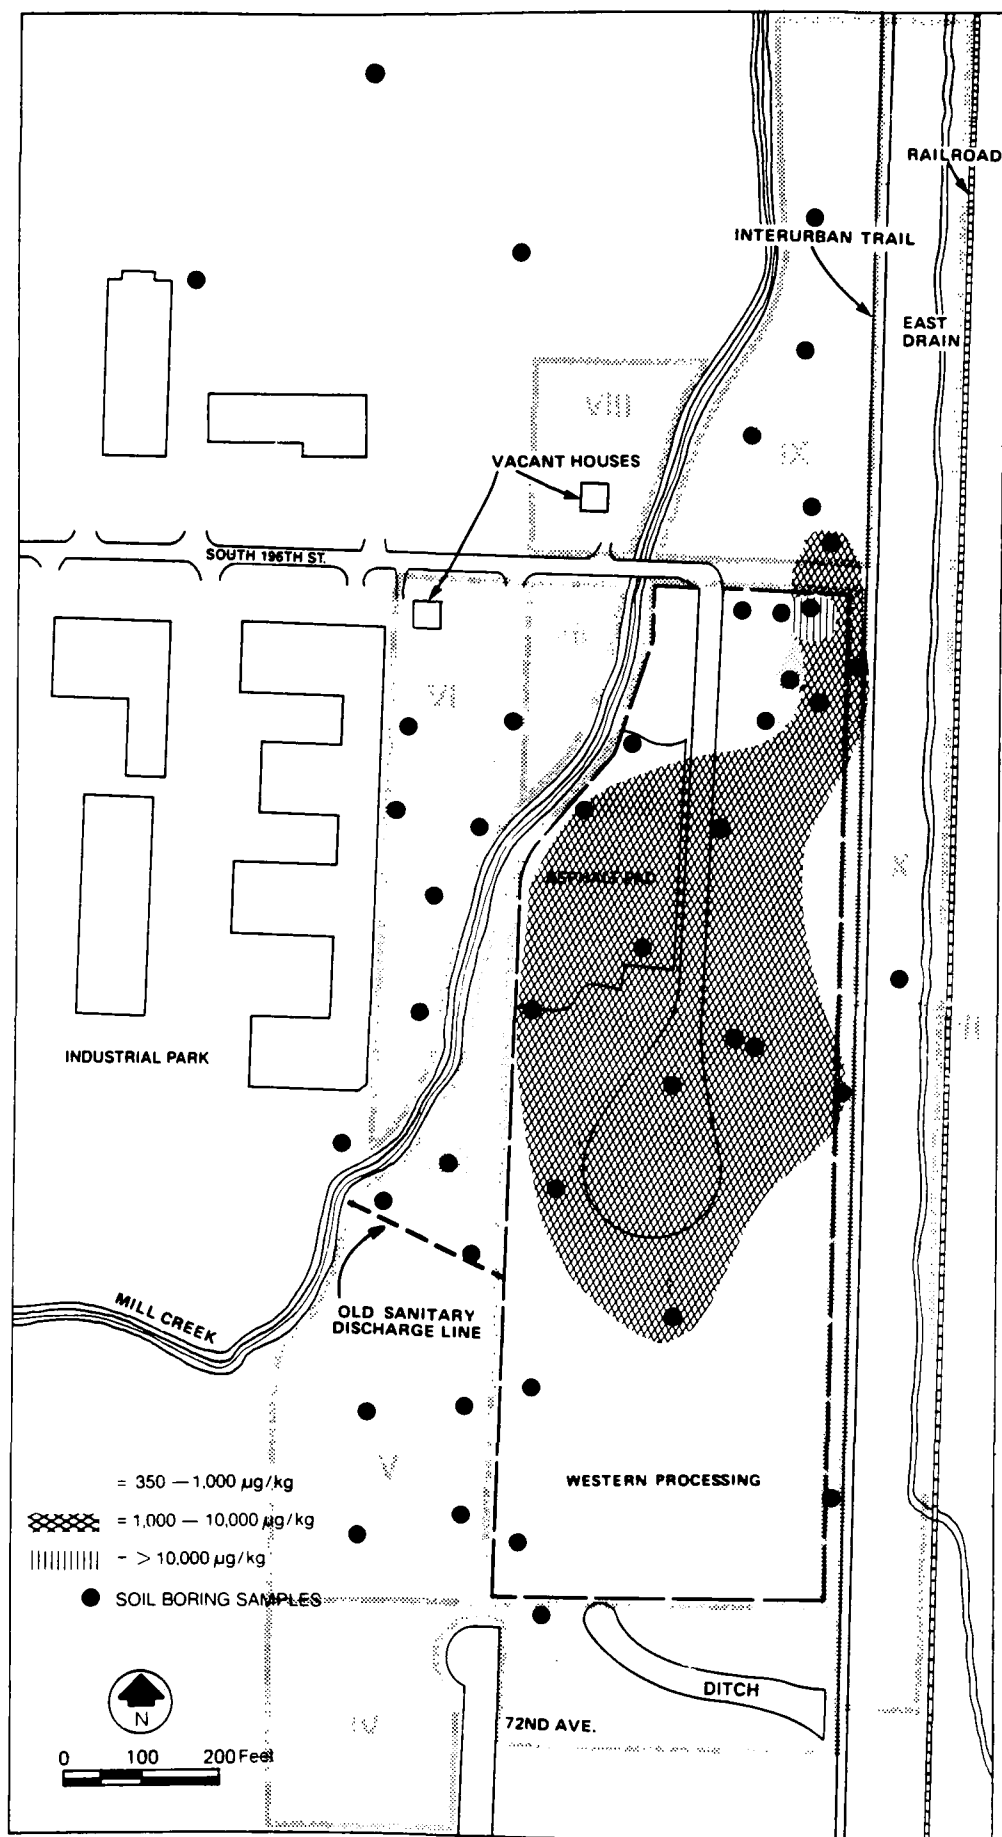 RAILROAD
INTERURBAN TRAIL
EAST
DRAIN
VIII
IX
VACANT HOUSES
SOUTH 196TH ST.
VI
ASPHALT PAD
X
INDUSTRIAL PARK
MILL CREEK
OLD SANITARY
DISCHARGE LINE
V
WESTERN PROCESSING
= 350 — 1,000 µg/kg
= 1,000 — 10,000 µg/kg
- > 10,000 µg/kg
SOIL BORING SAMPLES
DITCH
N
IV
72ND AVE.
0 100 200 Feet